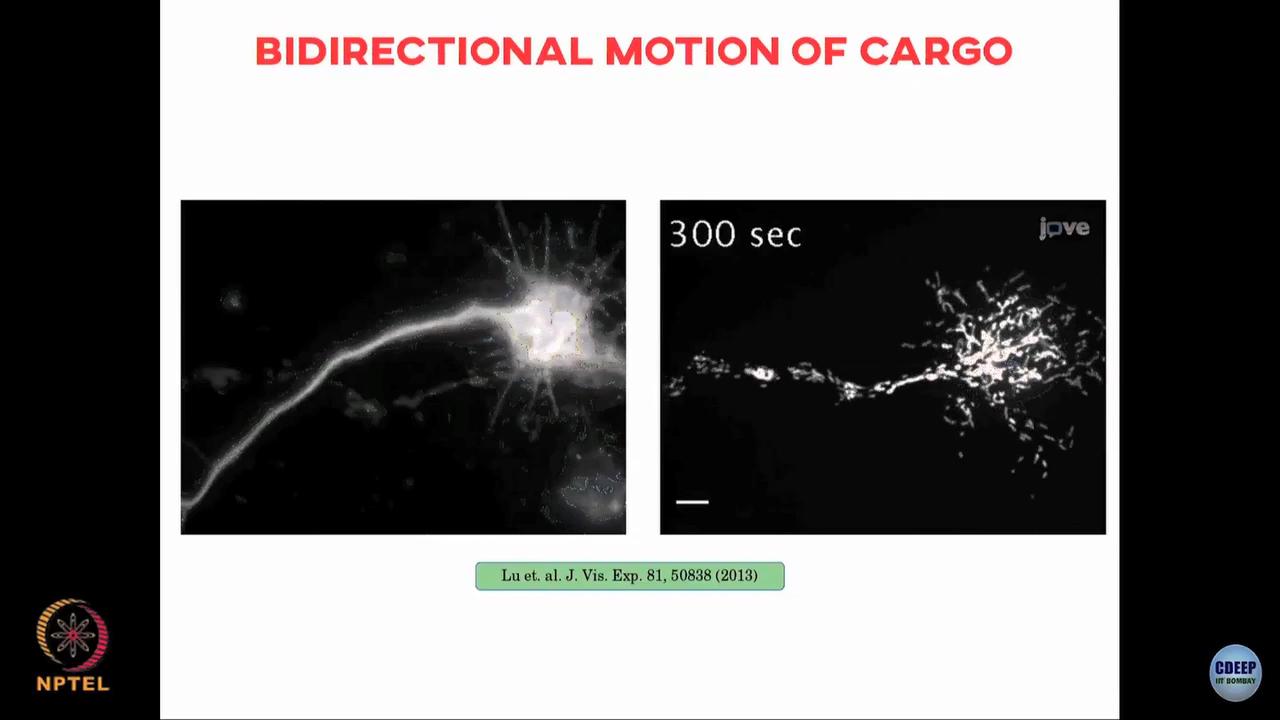 BIDIRECTIONAL MOTION OF CARGO
300 sec
jove
Lu et. al. J. Vis. Exp. 81, 50838 (2013)
NPTEL
CDEEP
IIT BOMBAY